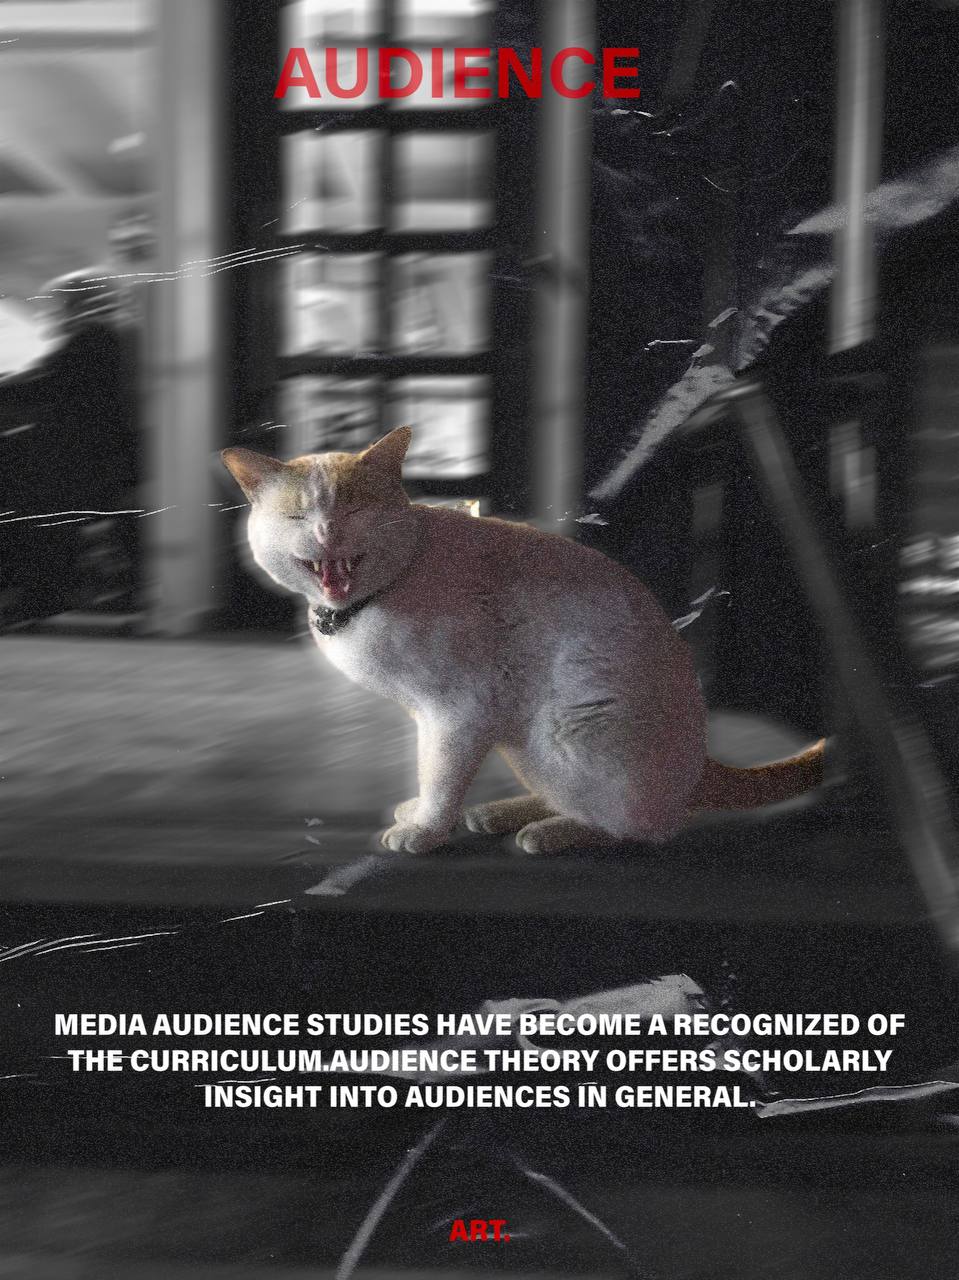 AUDIENCE
MEDIA AUDIENCE STUDIES HAVE BECOME A RECOGNIZED OF
THE CURRICULUM.AUDIENCE THEORY OFFERS SCHOLARLY
INSIGHT INTO AUDIENCES IN GENERAL.
ART.